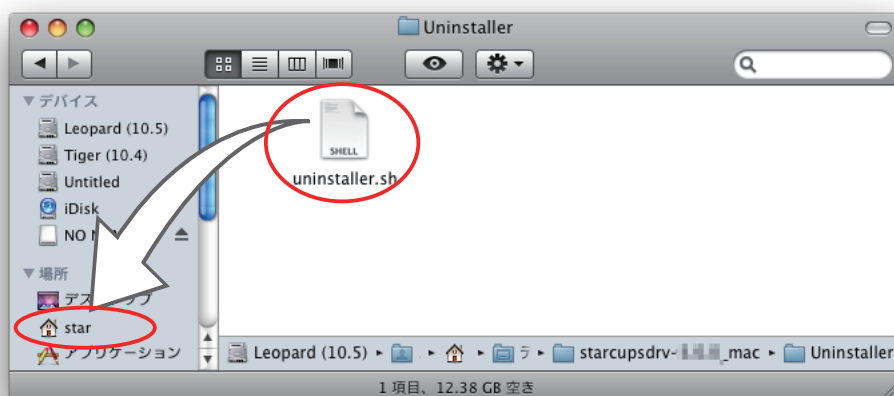 Uninstaller
▼デバイス
Leopard (10.5)
Tiger (10.4)
Untitled
iDisk
NO
▼場所
star
アプリケーション
SHELL
uninstaller.sh
Leopard (10.5) ▸ ▸ ▸ ラ ▸ starcupsdrv- _mac ▸ Uninstaller
1 項目、12.38 GB 空き